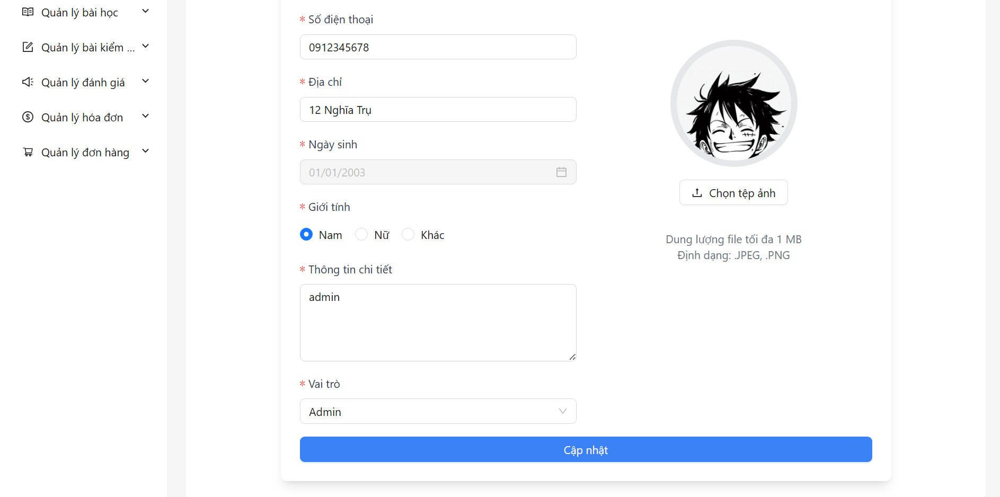 Quản lý bài học
Quản lý bài kiểm ...
Quản lý đánh giá
Quản lý hóa đơn
Quản lý đơn hàng
* Số điện thoại
0912345678
* Địa chỉ
12 Nghĩa Trụ
* Ngày sinh
01/01/2003
* Giới tính
Nam Nữ Khác
* Thông tin chi tiết
admin
* Vai trò
Admin
Cập nhật
Chọn tệp ảnh
Dung lượng file tối đa 1 MB
Định dạng: .JPEG, .PNG